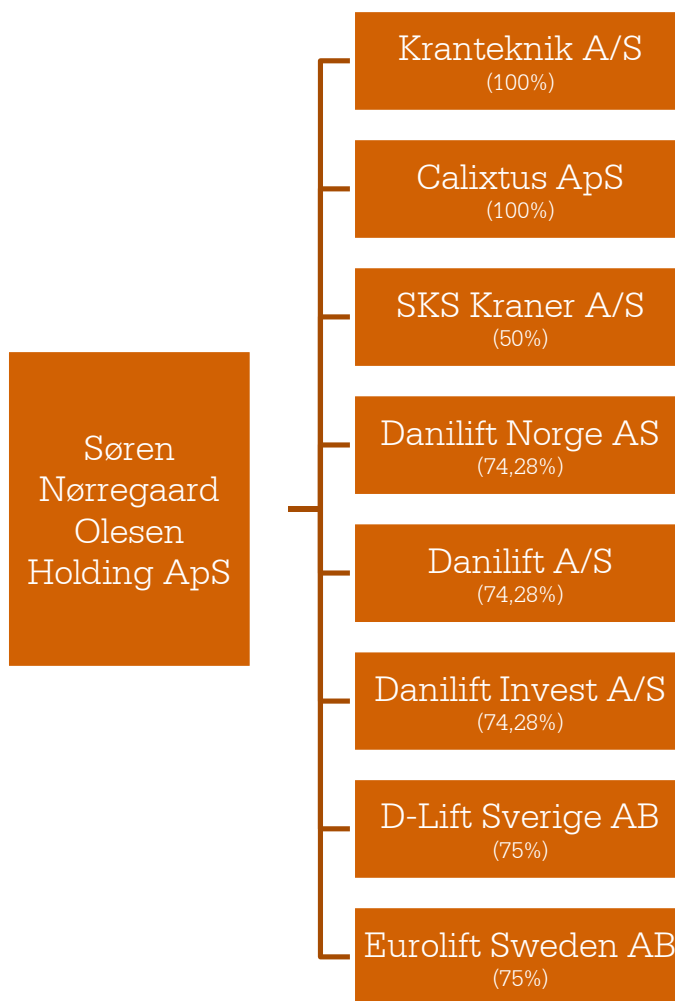 Søren
Nørregaard
Olesen
Holding ApS
Kranteknik A/S
(100%)
Calixtus ApS
(100%)
SKS Kraner A/S
(50%)
Danilift Norge AS
(74,28%)
Danilift A/S
(74,28%)
Danilift Invest A/S
(74,28%)
D-Lift Sverige AB
(75%)
Eurolift Sweden AB
(75%)